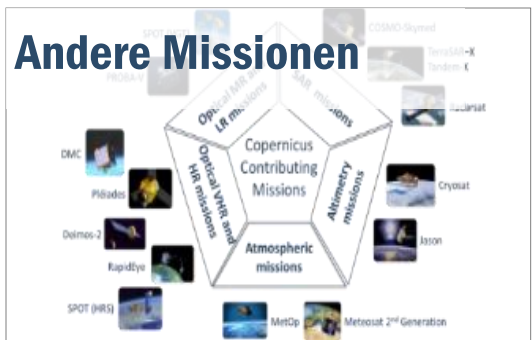 Andere Missionen
SPOT (VGT)
PROBA-V
COSMO-Skymed
TerraSAR-X
Tandem-X
Radarsat
Optical MR and
LR missions
SAR missions
Copernicus
Contributing
Missions
Optical VHR and
HR missions
Altimetry
missions
Atmospheric
missions
DMC
Pléiades
Deimos-2
RapidEye
SPOT (HRS)
Cryosat
Jason
MetOp
Meteosat 2nd Generation